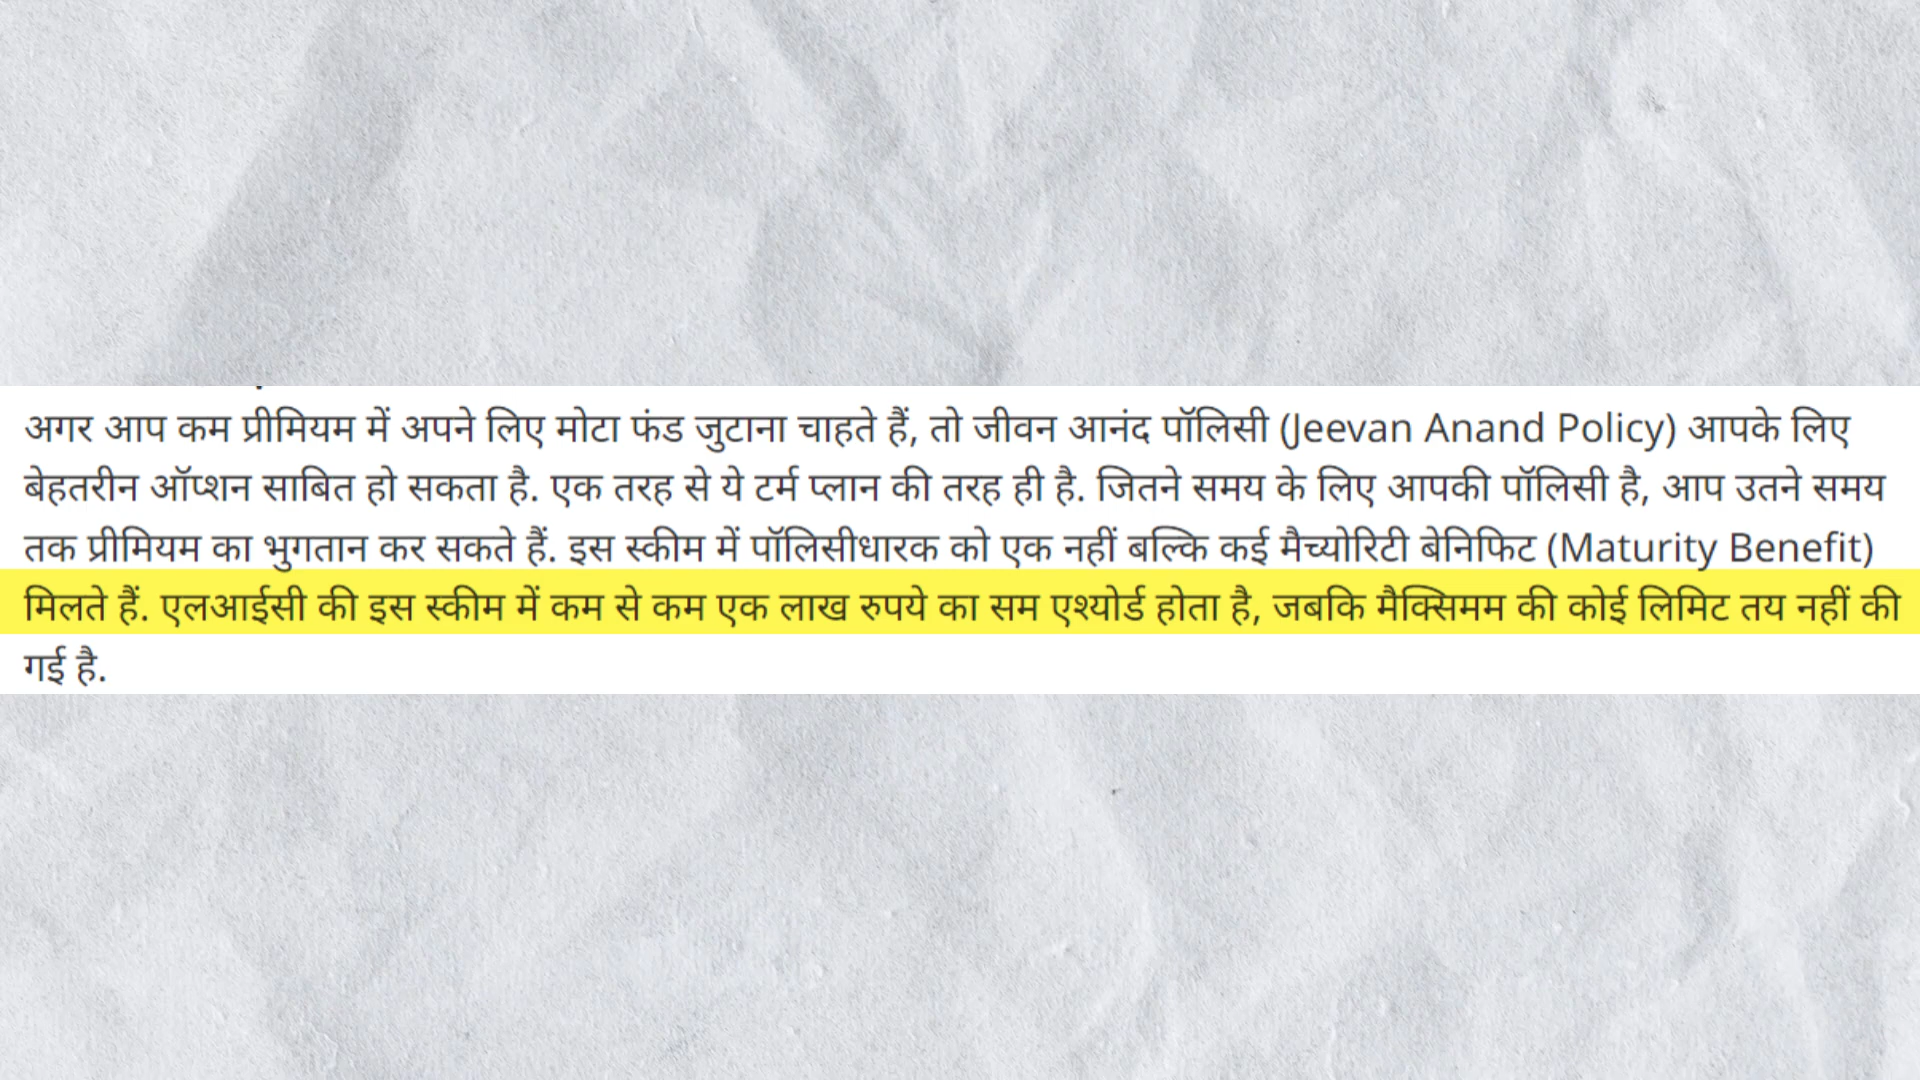 अगर आप कम प्रीमियम में अपने लिए मोटा फंड जुटाना चाहते हैं, तो जीवन आनंद पॉलिसी (Jeevan Anand Policy) आपके लिए
बेहतरीन ऑप्शन साबित हो सकता है. एक तरह से ये टर्म प्लान की तरह ही है. जितने समय के लिए आपकी पॉलिसी है, आप उतने समय
तक प्रीमियम का भुगतान कर सकते हैं. इस स्कीम में पॉलिसीधारक को एक नहीं बल्कि कई मैच्योरिटी बेनिफिट (Maturity Benefit)
मिलते हैं. एलआईसी की इस स्कीम में कम से कम एक लाख रुपये का सम एश्योर्ड होता है, जबकि मैक्सिमम की कोई लिमिट तय नहीं की
गई है.